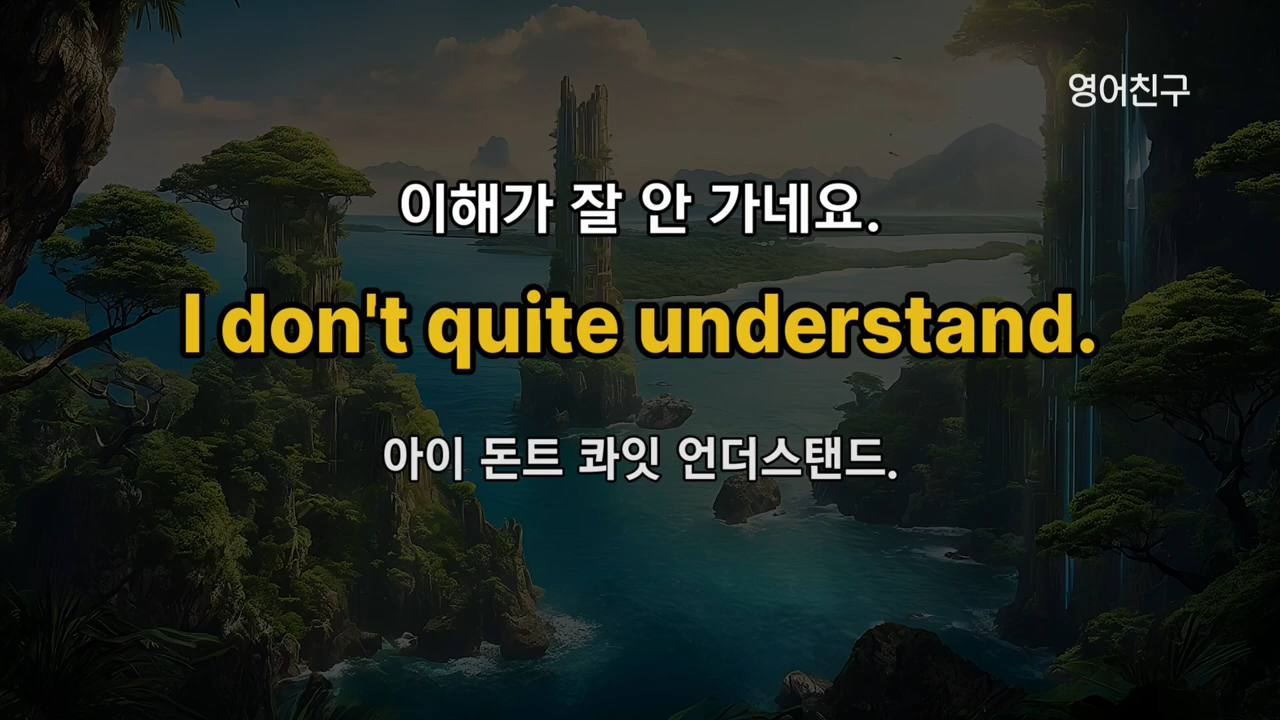 영어친구
이해가 잘 안 가네요.
I don't quite understand.
아이 돈트 콰잇 언더스탠드.